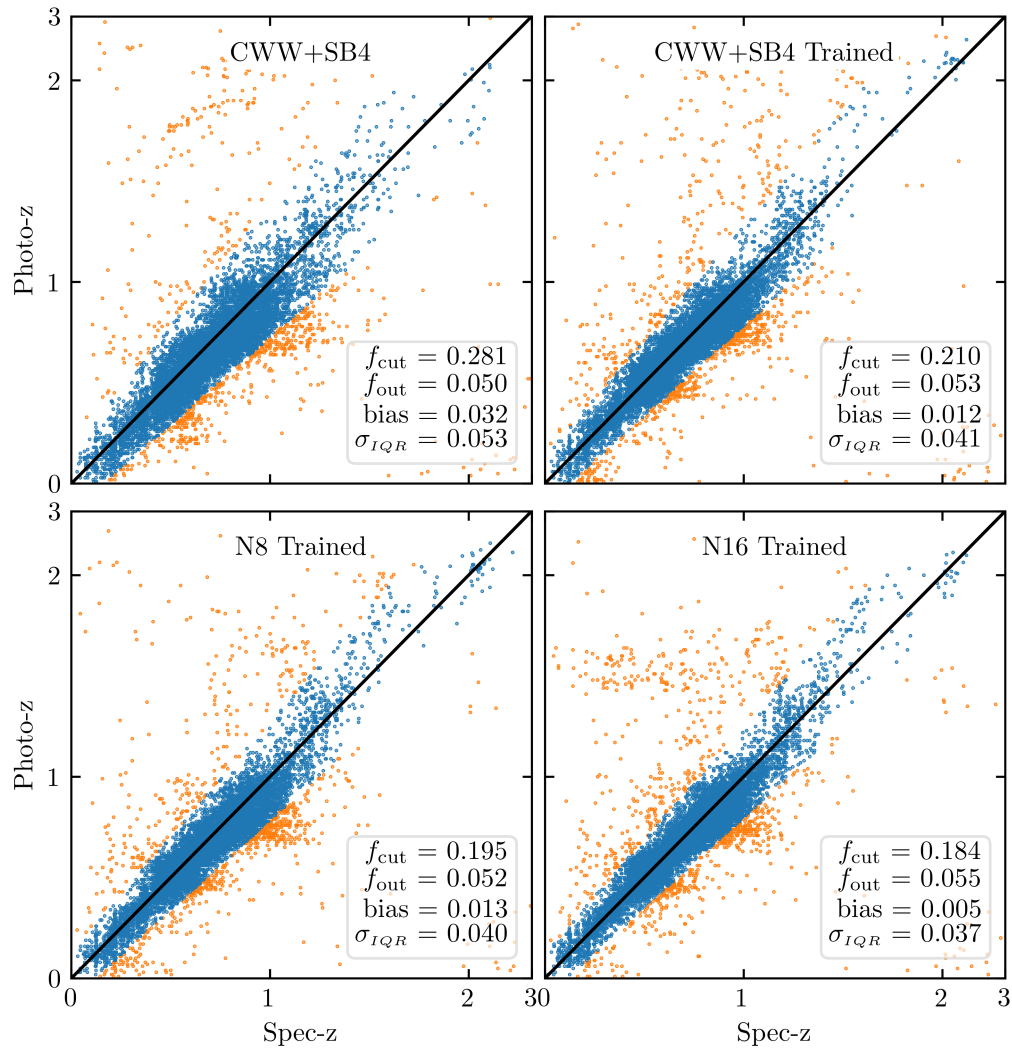 3
CWW+SB4
CWW+SB4 Trained
2
Photo-z
1
f_cut = 0.281
f_out = 0.050
bias = 0.032
σ_IQR = 0.053
f_cut = 0.210
f_out = 0.053
bias = 0.012
σ_IQR = 0.041
0
3
N8 Trained
N16 Trained
2
Photo-z
1
f_cut = 0.195
f_out = 0.052
bias = 0.013
σ_IQR = 0.040
f_cut = 0.184
f_out = 0.055
bias = 0.005
σ_IQR = 0.037
0
0 1 2 30 1 2 3
Spec-z Spec-z